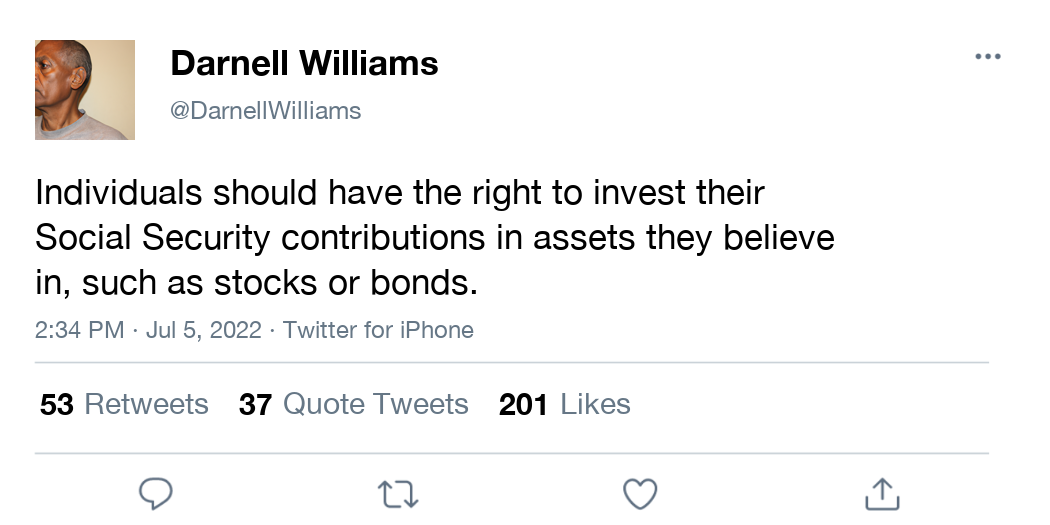 Darnell Williams
@DarnellWilliams
Individuals should have the right to invest their
Social Security contributions in assets they believe
in, such as stocks or bonds.
2:34 PM · Jul 5, 2022 · Twitter for iPhone
53 Retweets 37 Quote Tweets 201 Likes